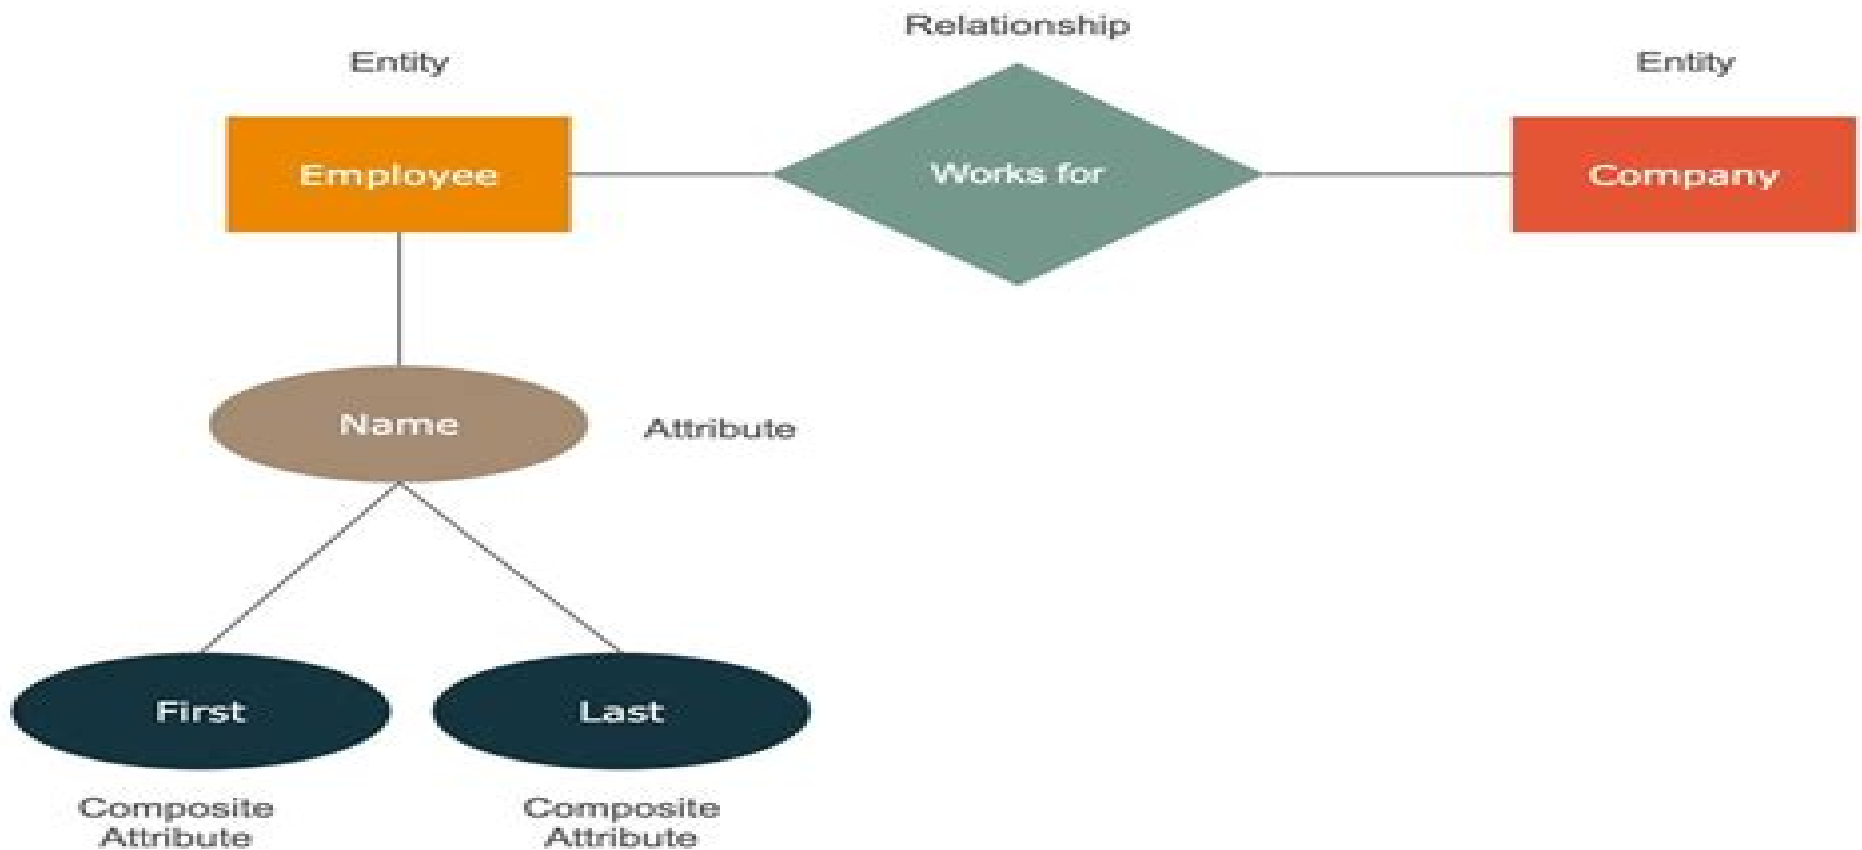 Relationship
Entity
Entity
Employee
Works for
Company
Name
Attribute
First
Last
Composite
Attribute
Composite
Attribute